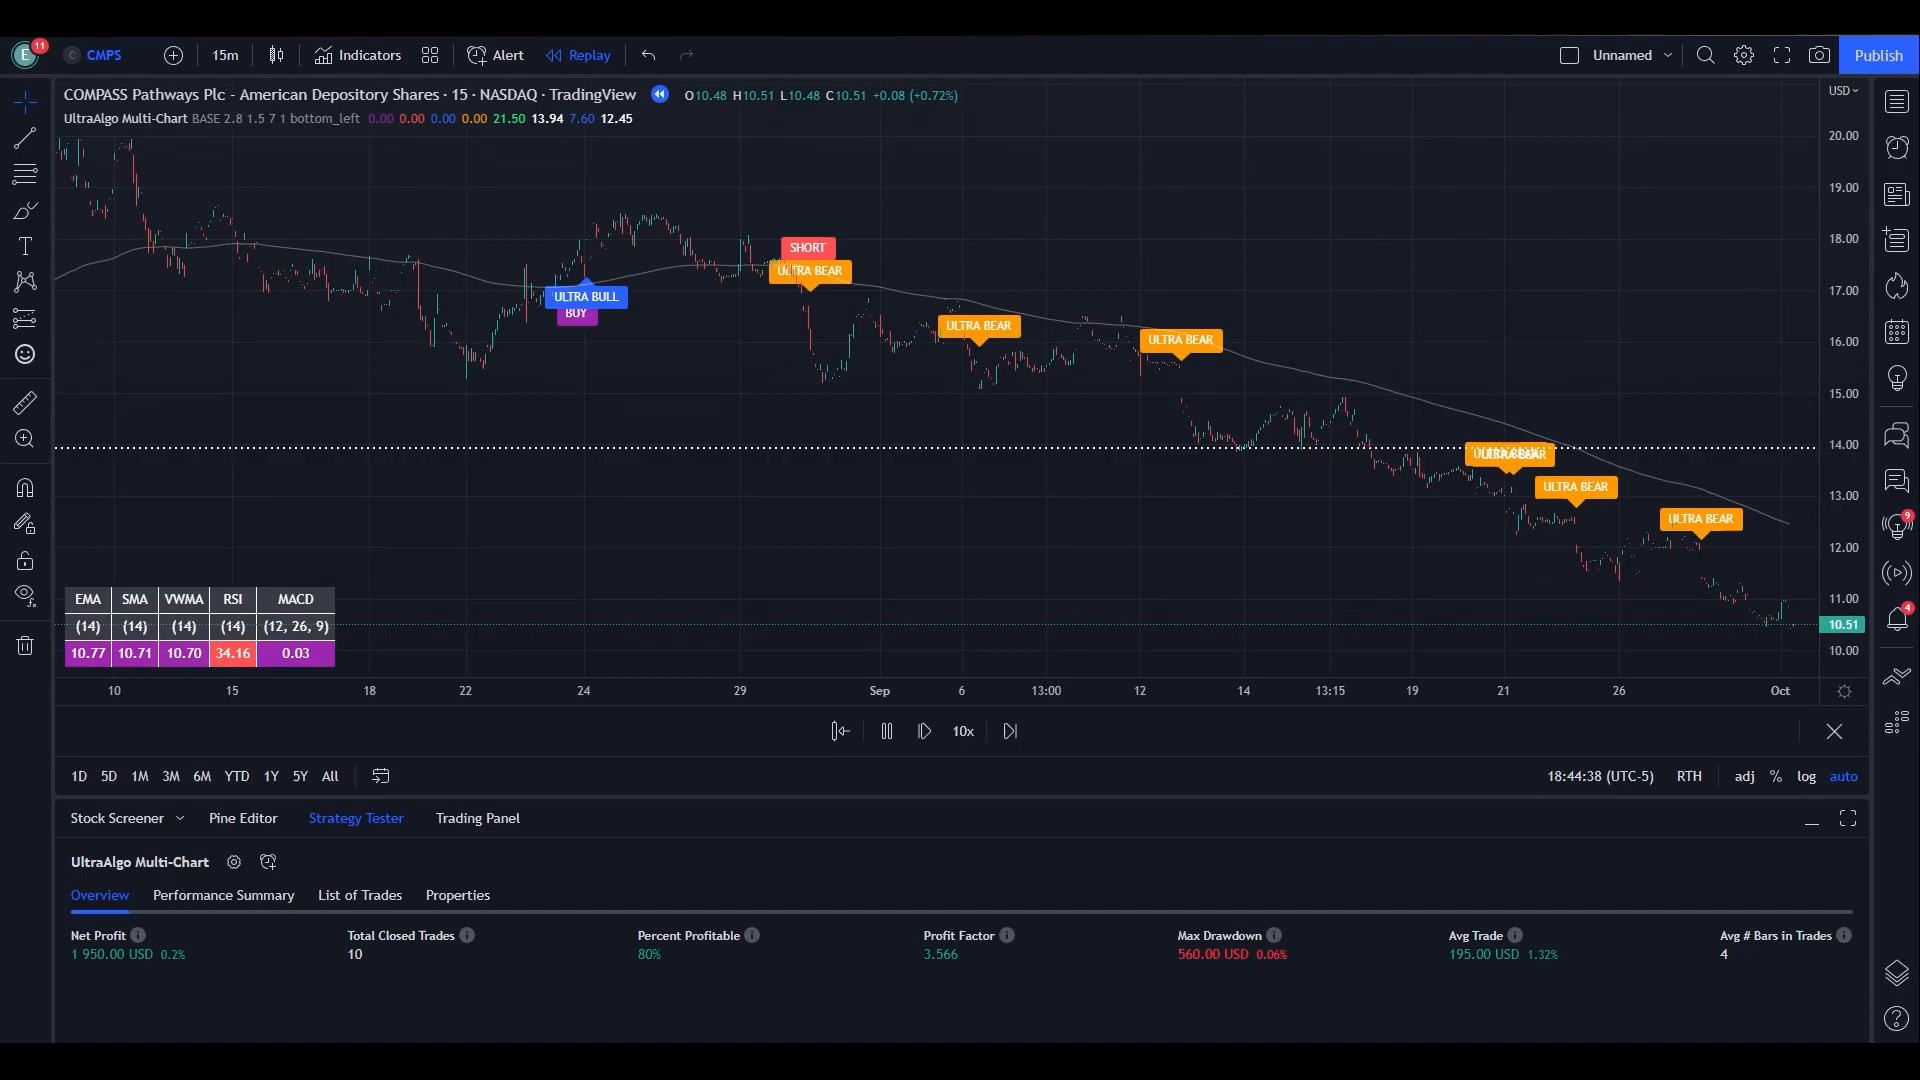 E 11 C CMPS 15m Indicators Alert Replay Unnamed Publish
COMPASS Pathways Plc - American Depository Shares · 15 · NASDAQ · TradingView O10.48 H10.51 L10.48 C10.51 +0.08 (+0.72%)
USD
UltraAlgo Multi-Chart BASE 2.8 1.5 7 1 bottom_left 0.00 0.00 0.00 0.00 21.50 13.94 7.60 12.45
20.00
19.00
18.00
17.00
16.00
15.00
14.00
13.00
12.00
11.00
10.51
10.00
SHORT
ULTRA BEAR
ULTRA BULL
BUY
ULTRA BEAR
ULTRA BEAR
ULTRA BEAR
ULTRA BEAR
ULTRA BEAR
9
4
EMA SMA VWMA RSI MACD
(14) (14) (14) (14) (12, 26, 9)
10.77 10.71 10.70 34.16 0.03
10 15 18 22 24 29 Sep 6 13:00 12 14 13:15 19 21 26 Oct
10x
1D 5D 1M 3M 6M YTD 1Y 5Y All 18:44:38 (UTC-5) RTH adj % log auto
Stock Screener Pine Editor Strategy Tester Trading Panel
UltraAlgo Multi-Chart
Overview Performance Summary List of Trades Properties
Net Profit Total Closed Trades Percent Profitable Profit Factor Max Drawdown Avg Trade Avg # Bars in Trades
1 950.00 USD 0.2% 10 80% 3.566 560.00 USD 0.06% 195.00 USD 1.32% 4